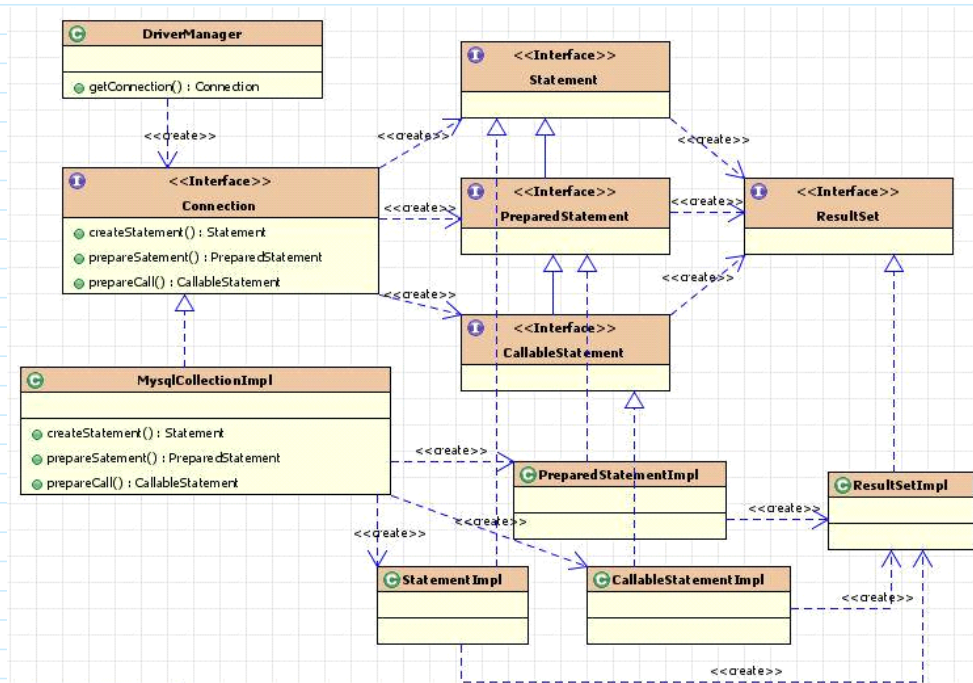 DriverManager
getConnection() : Connection
<<create>>
<<Interface>>
Statement
<<create>>
<<create>>
<<Interface>>
Connection
createStatement() : Statement
prepareSatement() : PreparedStatement
prepareCall() : CallableStatement
<<create>>
<<Interface>>
PreparedStatement
<<create>>
<<Interface>>
ResultSet
<<create>>
<<Interface>>
CallableStatement
<<create>>
MysqlCollectionImpl
createStatement() : Statement
prepareSatement() : PreparedStatement
prepareCall() : CallableStatement
<<create>>
PreparedStatementImpl
<<create>>
ResultSetImpl
<<create>>
<<create>>
StatementImpl
CallableStatementImpl
<<create>>
<<create>>